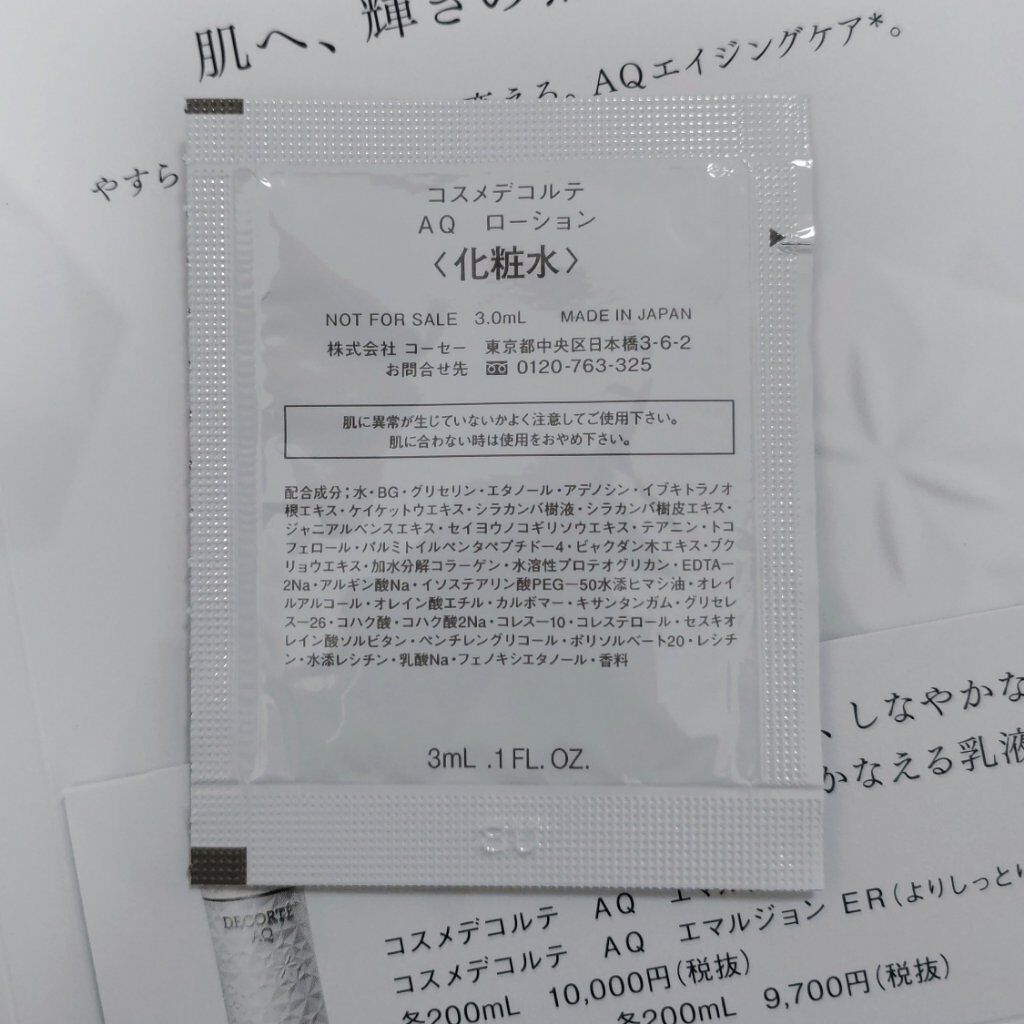 肌へ、輝きの
変える。AQエイジングケア*。
やすら
コスメデコルテ
AQ ローション
〈化粧水〉
NOT FOR SALE 3.0mL MADE IN JAPAN
株式会社 コーセー 東京都中央区日本橋3-6-2
お問合せ先 0120-763-325
肌に異常が生じていないかよく注意してご使用下さい。
肌に合わない時は使用をおやめ下さい。
配合成分;水・BG・グリセリン・エタノール・アデノシン・イブキトラノオ
根エキス・ケイケットウエキス・シラカンバ樹液・シラカンバ樹皮エキス・
ジャニアルベンスエキス・セイヨウノコギリソウエキス・テアニン・トコ
フェロール・パルミトイルペンタペプチド-4・ビャクダン木エキス・ブク
リョウエキス・加水分解コラーゲン・水溶性プロテオグリカン・EDTA-
2Na・アルギン酸Na・イソステアリン酸PEG-50水添ヒマシ油・オレイ
ルアルコール・オレイン酸エチル・カルボマー・キサンタンガム・グリセレ
ス-26・コハク酸・コハク酸2Na・コレス-10・コレステロール・セスキオ
レイン酸ソルビタン・ペンチレングリコール・ポリソルベート20・レシチ
ン・水添レシチン・乳酸Na・フェノキシエタノール・香料
3mL .1 FL. OZ.
、しなやかな
かなえる乳液
DECORTÉ
AQ
コスメデコルテ AQ
コスメデコルテ AQ エマルジョン ER(よりしっとり
各200mL 10,000円(税抜)
各200mL 9,700円(税抜)